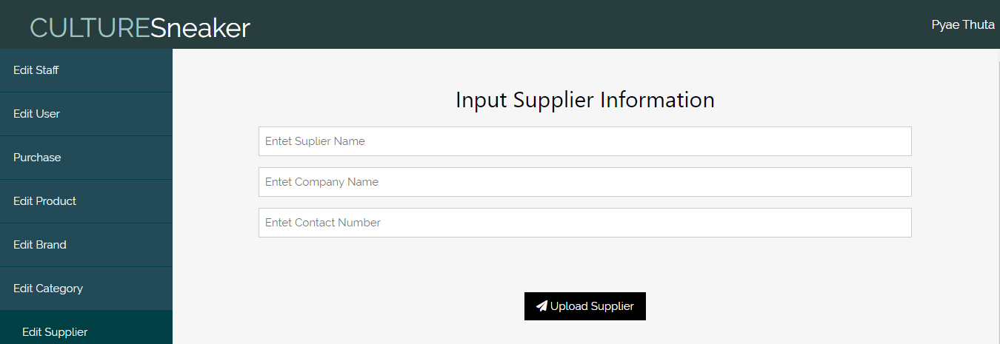 CULTURESneaker
Pyae Thuta
Edit Staff
Edit User
Purchase
Edit Product
Edit Brand
Edit Category
Edit Supplier
Input Supplier Information
Entet Suplier Name
Entet Company Name
Entet Contact Number
Upload Supplier